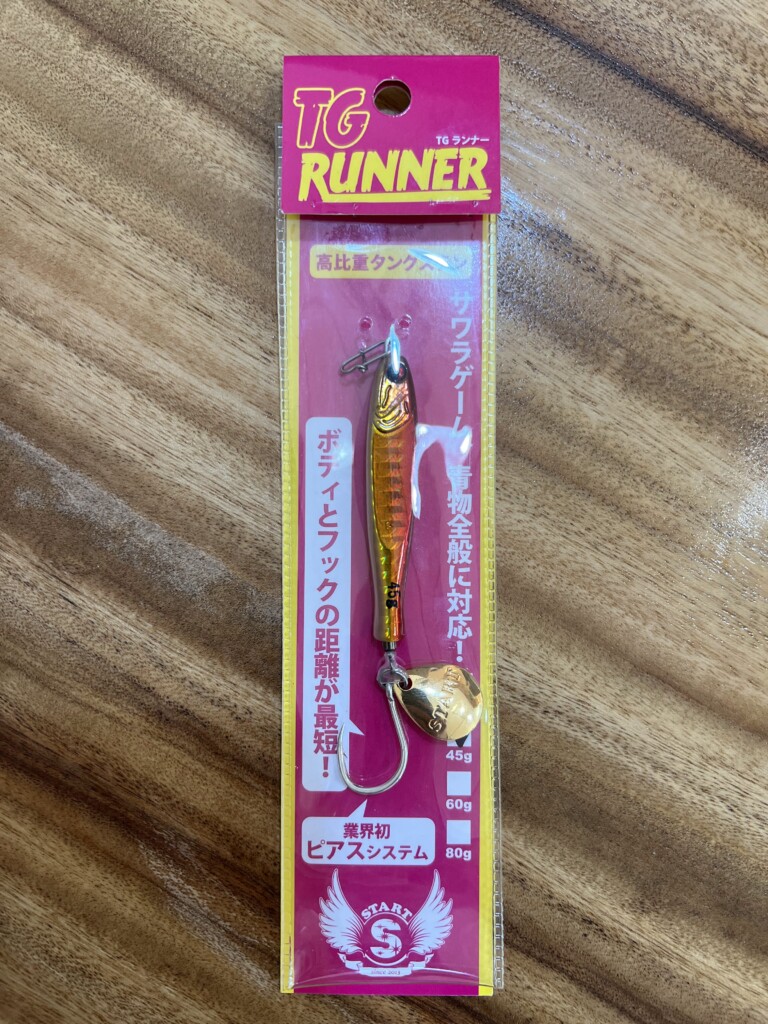 TG
TG ランナー
RUNNER
高比重タングステン
サワラゲーム 青物全般に対応！
ボディとフックの距離が最短！
45g
START
45g
60g
80g
業界初
ピアスシステム
START
S